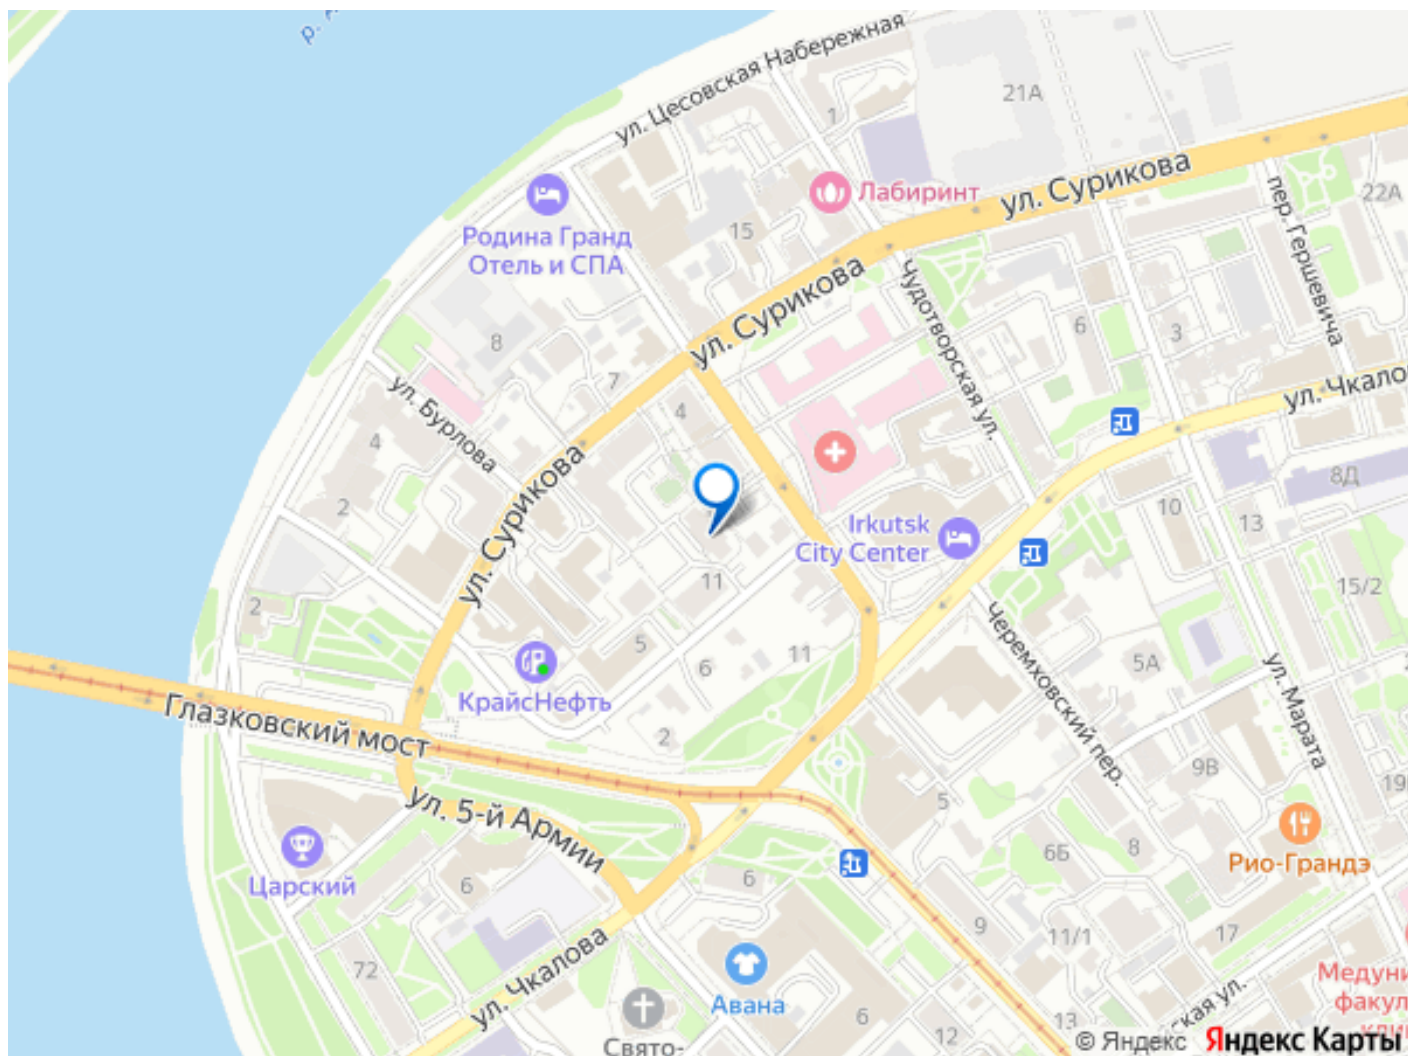 ул. Цесовская Набережная
21А
1
ул. Сурикова
Лабиринт
22А
пер. Гершевича
Родина Гранд
Отель и СПА
15
ул. Сурикова
Чудотворская ул.
6
3
8
7
ул. Бурлова
4
4
ул. Чкало
2
ул. Сурикова
8Д
10
13
Irkutsk
City Center
11
15/2
2
Черемховский пер.
5
6
11
5А
ул. Марата
КрайсНефть
Глазковский мост
2
9В
19
5
ул. 5-й Армии
Рио-Грандэ
6Б
8
Царский
6
6
9
11/1
17
72
ул. Чкалова
Авана
Медуни
факул
кли
6
12
13
ская ул.
Свято-
© Яндекс Яндекс Карты